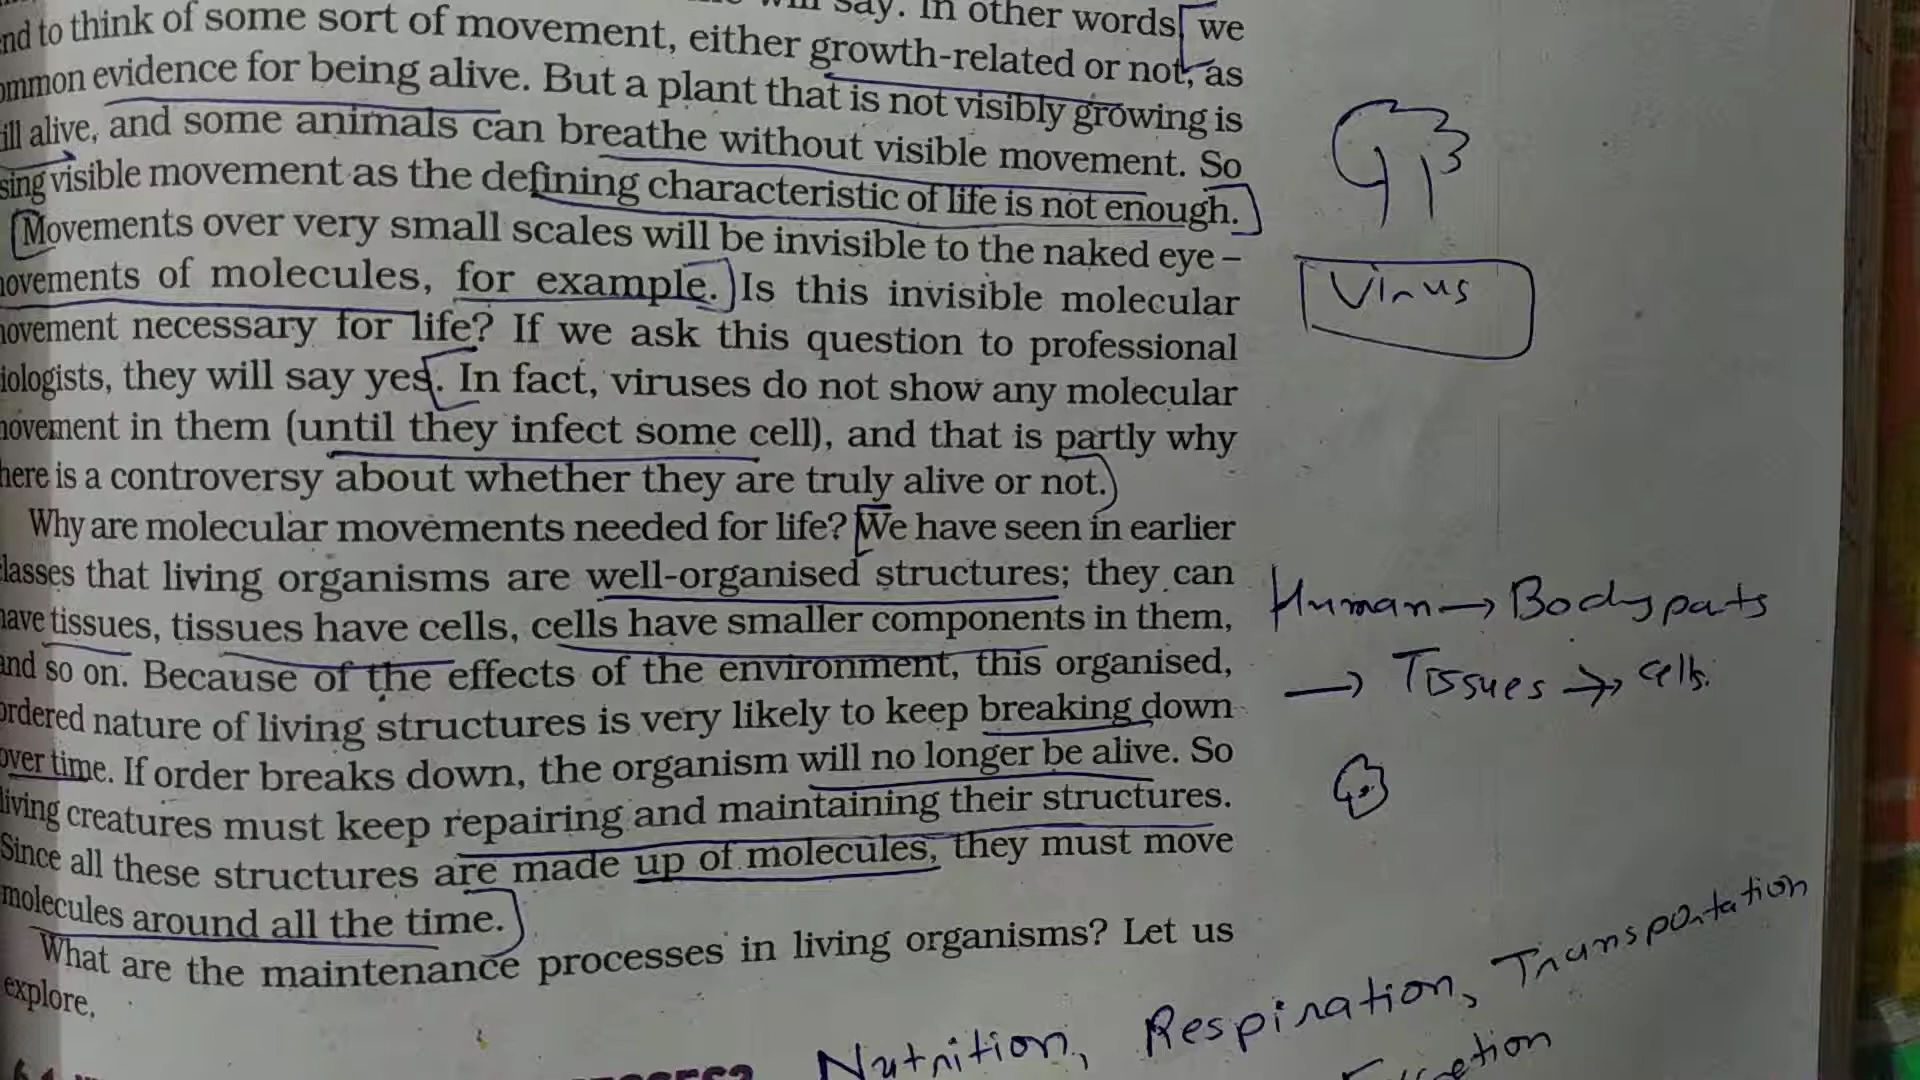 say. In other words, we
nd to think of some sort of movement, either growth-related or not, as
ommon evidence for being alive. But a plant that is not visibly growing is
ill alive, and some animals can breathe without visible movement. So
sing visible movement as the defining characteristic of life is not enough.
Movements over very small scales will be invisible to the naked eye –
ovements of molecules, for example. Is this invisible molecular
ovement necessary for life? If we ask this question to professional
iologists, they will say yes. In fact, viruses do not show any molecular
ovement in them (until they infect some cell), and that is partly why
here is a controversy about whether they are truly alive or not.
Why are molecular movements needed for life? We have seen in earlier
lasses that living organisms are well-organised structures; they can
ave tissues, tissues have cells, cells have smaller components in them,
and so on. Because of the effects of the environment, this organised,
ordered nature of living structures is very likely to keep breaking down
over time. If order breaks down, the organism will no longer be alive. So
living creatures must keep repairing and maintaining their structures.
Since all these structures are made up of molecules, they must move
molecules around all the time.
What are the maintenance processes in living organisms? Let us
explore.
Virus
Human → Body parts
→ Tissues → cells.
Nutrition, Respiration, Transportation